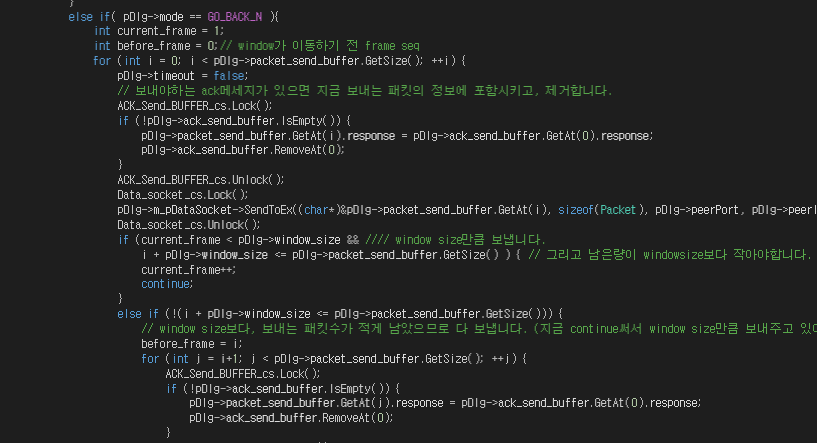 }
else if( pDlg->mode == GO_BACK_N ){
int current_frame = 1;
int before_frame = 0;// window가 이동하기 전 frame seq
for (int i = 0; i < pDlg->packet_send_buffer.GetSize(); ++i) {
pDlg->timeout = false;
// 보내야하는 ack메세지가 있으면 지금 보내는 패킷의 정보에 포함시키고, 제거합니다.
ACK_Send_BUFFER_cs.Lock();
if (!pDlg->ack_send_buffer.IsEmpty()) {
pDlg->packet_send_buffer.GetAt(i).response = pDlg->ack_send_buffer.GetAt(0).response;
pDlg->ack_send_buffer.RemoveAt(0);
}
ACK_Send_BUFFER_cs.Unlock();
Data_socket_cs.Lock();
pDlg->m_pDataSocket->SendToEx((char*)&pDlg->packet_send_buffer.GetAt(i), sizeof(Packet), pDlg->peerPort, pDlg->peerI
Data_socket_cs.Unlock();
if (current_frame < pDlg->window_size && //// window size만큼 보냅니다.
i + pDlg->window_size <= pDlg->packet_send_buffer.GetSize() ) { // 그리고 남은량이 windowsize보다 작아야합니다.
current_frame++;
continue;
}
else if (!(i + pDlg->window_size <= pDlg->packet_send_buffer.GetSize())) {
// window size보다, 보내는 패킷수가 적게 남았으므로 다 보냅니다. (지금 continue써서 window size만큼 보내주고 있어
before_frame = i;
for (int j = i+1; j < pDlg->packet_send_buffer.GetSize(); ++j) {
ACK_Send_BUFFER_cs.Lock();
if (!pDlg->ack_send_buffer.IsEmpty()) {
pDlg->packet_send_buffer.GetAt(j).response = pDlg->ack_send_buffer.GetAt(0).response;
pDlg->ack_send_buffer.RemoveAt(0);
}